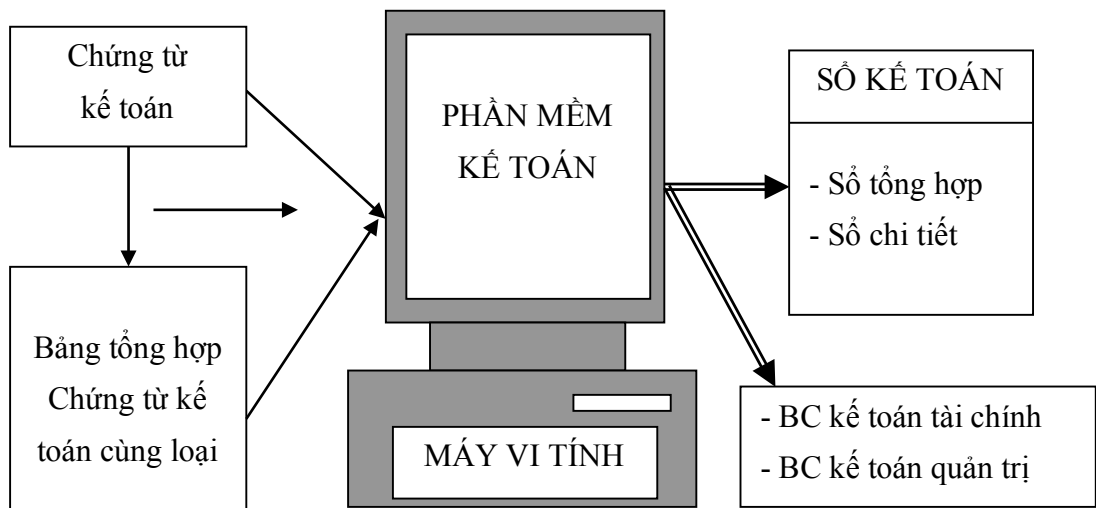 Chứng từ
kế toán
Bảng tổng hợp
Chứng từ kế
toán cùng loại
PHẦN MỀM
KẾ TOÁN
MÁY VI TÍNH
SỔ KẾ TOÁN
- Sổ tổng hợp
- Sổ chi tiết
- BC kế toán tài chính
- BC kế toán quản trị